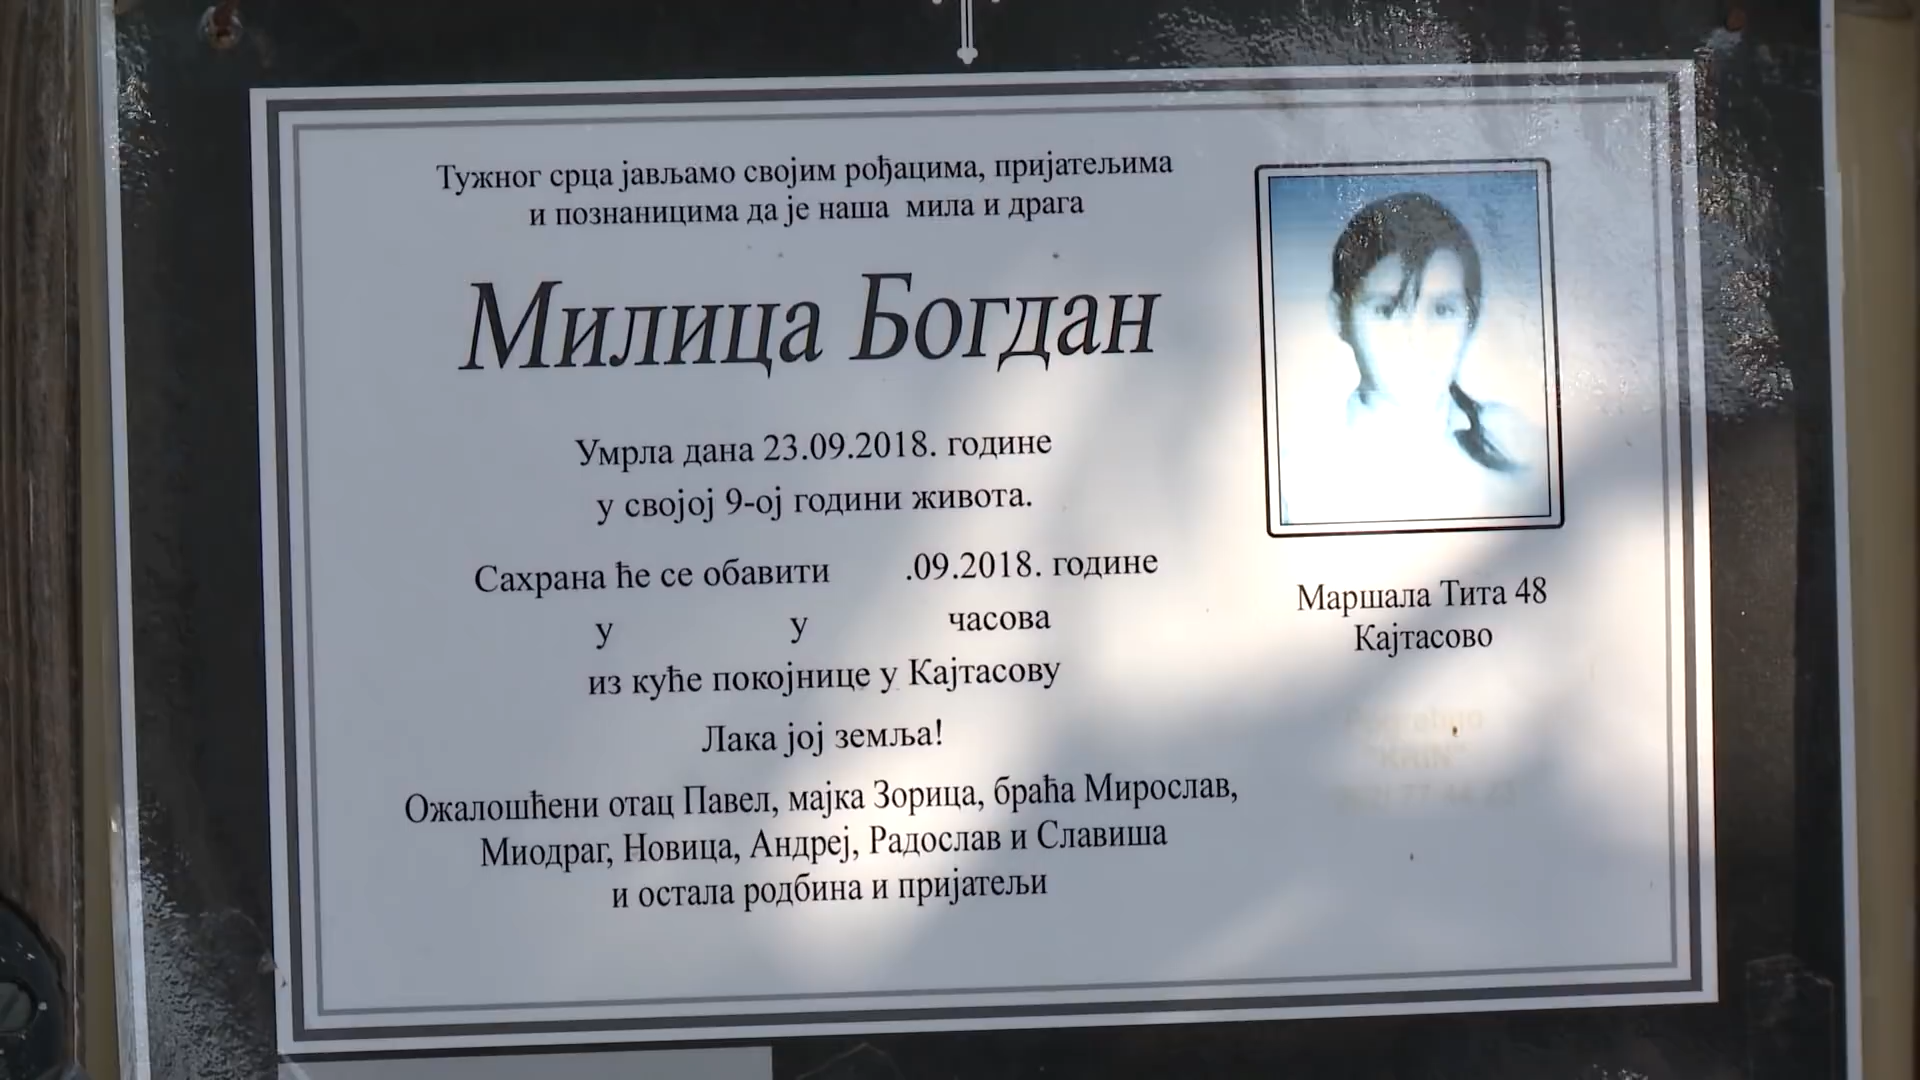 Тужног срца јављамо својим рођацима, пријатељима
и познаницима да је наша мила и драга
Милица Богдан
Умрла дана 23.09.2018. године
у својој 9-ој години живота.
Сахрана ће се обавити .09.2018. године
у у часова
из куће покојнице у Кајтасову
Лака јој земља!
Ожалошћени отац Павел, мајка Зорица, браћа Мирослав,
Миодраг, Новица, Андреј, Радослав и Славиша
и остала родбина и пријатељи
Маршала Тита 48
Кајтасово